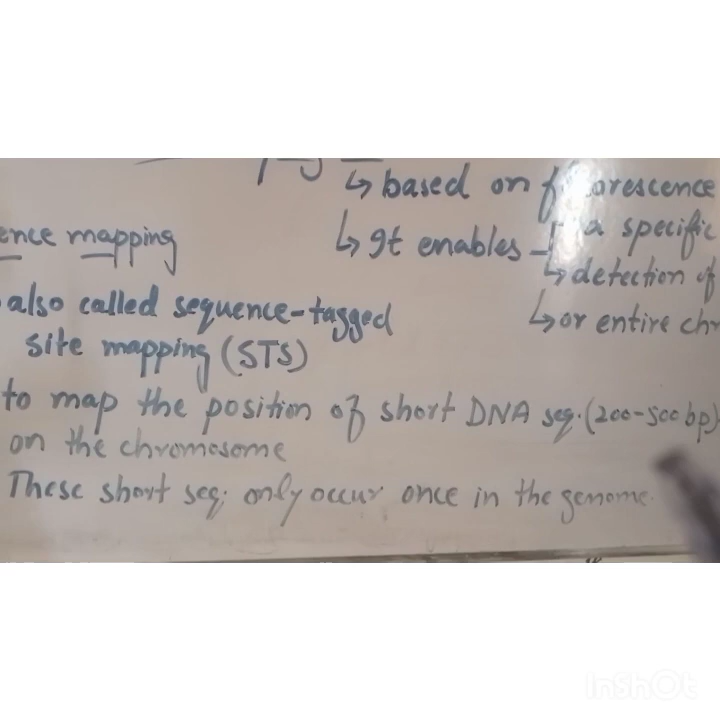 ↳ based on fluorescence
↳ It enables
a specific
↳ detection of
↳ or entire chr
ence mapping
also called sequence-tagged
site mapping (STS)
to map the position of short DNA seq. (200-500 bp)
on the chromosome
These short seq. only occur once in the genome.
InShOt